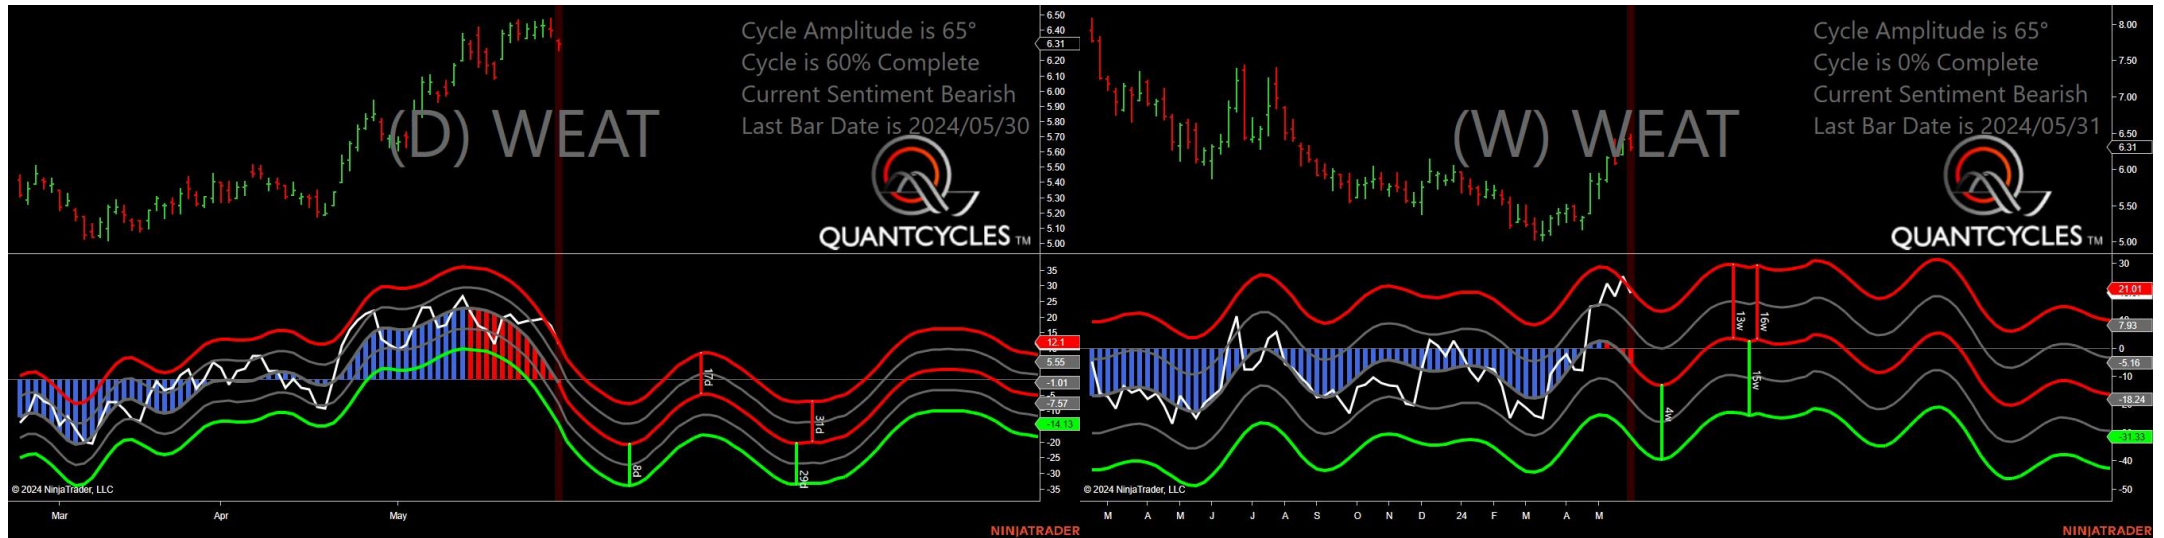 Cycle Amplitude is 65°
Cycle is 60% Complete
Current Sentiment Bearish
Last Bar Date is 2024/05/30
(D) WEAT
QUANTCYCLES TM
6.50
6.40
6.31
6.20
6.10
6.00
5.90
5.80
5.70
5.60
5.50
5.40
5.30
5.20
5.10
5.00
35
30
25
20
15
12.1
5.55
-1.01
-5
-7.57
-10
-14.13
-20
-25
-30
-35
17d
31d
8d
29d
© 2024 NinjaTrader, LLC
Mar Apr May
NINJATRADER
Cycle Amplitude is 65°
Cycle is 0% Complete
Current Sentiment Bearish
Last Bar Date is 2024/05/31
(W) WEAT
QUANTCYCLES TM
8.00
7.50
7.00
6.50
6.31
6.00
5.50
5.00
30
21.01
7.93
0
-5.16
-10
-18.24
-31.33
-40
-50
13w
16w
15w
4w
© 2024 NinjaTrader, LLC
M A M J J A S O N D 24 F M A M
NINJATRADER